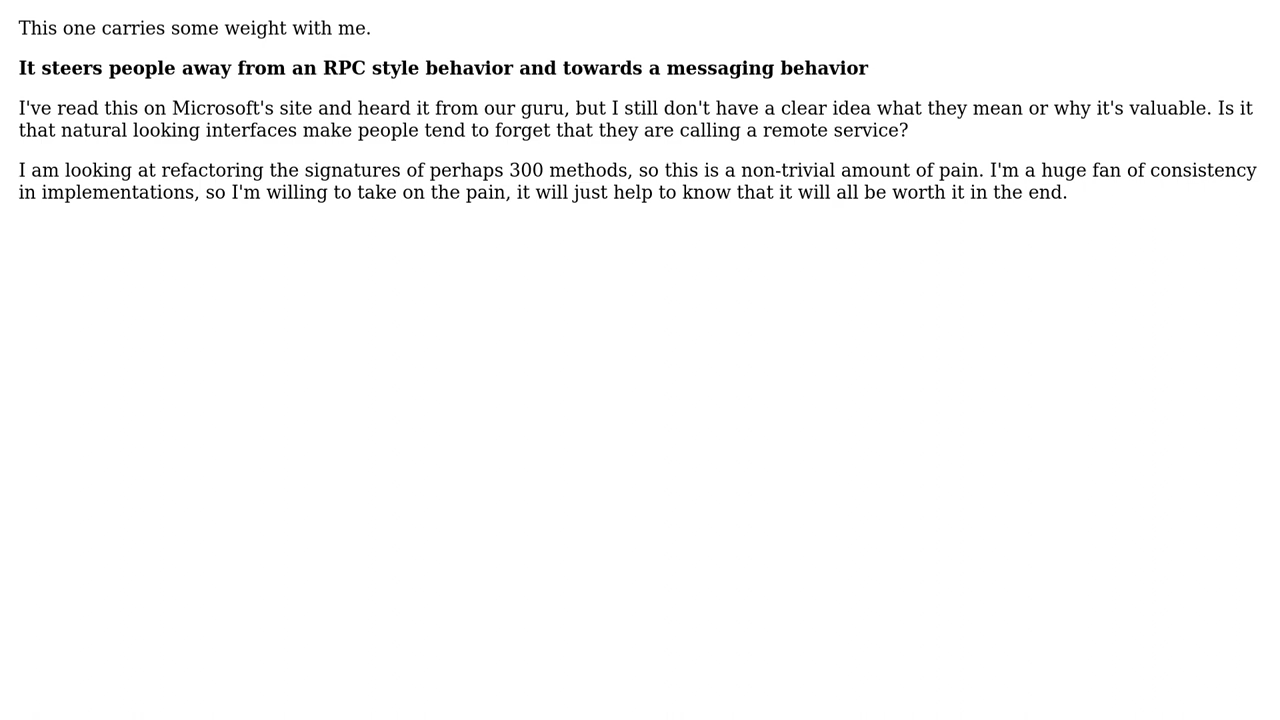 This one carries some weight with me.
It steers people away from an RPC style behavior and towards a messaging behavior
I've read this on Microsoft's site and heard it from our guru, but I still don't have a clear idea what they mean or why it's valuable. Is it
that natural looking interfaces make people tend to forget that they are calling a remote service?
I am looking at refactoring the signatures of perhaps 300 methods, so this is a non-trivial amount of pain. I'm a huge fan of consistency
in implementations, so I'm willing to take on the pain, it will just help to know that it will all be worth it in the end.